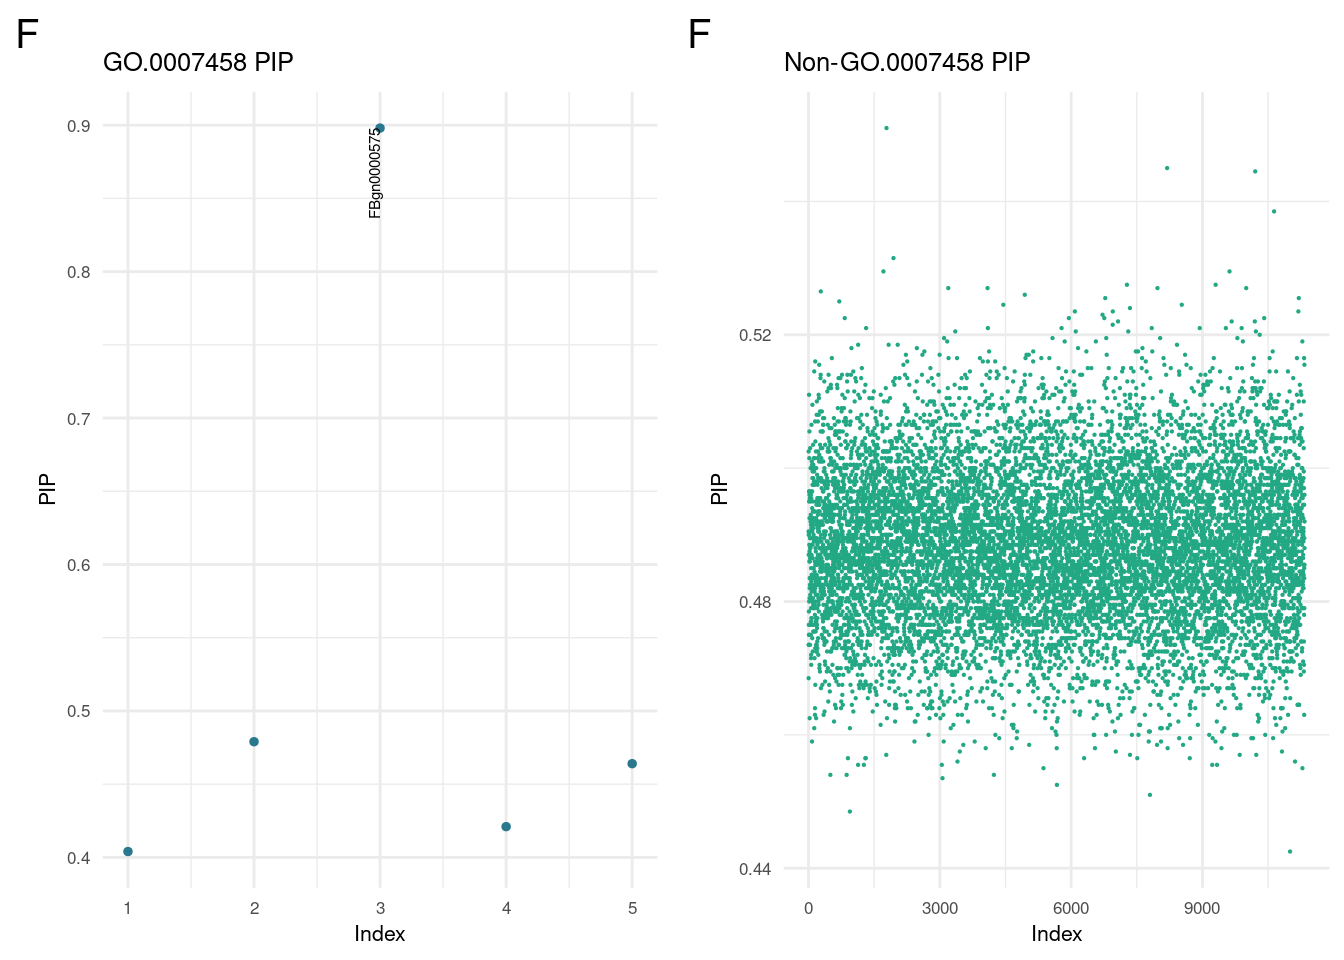 F
GO.0007458 PIP
0.9
0.8
0.7
0.6
0.5
0.4
PIP
FBgn0000575
1 2 3 4 5
Index
F
Non-GO.0007458 PIP
0.52
0.48
0.44
PIP
0 3000 6000 9000
Index